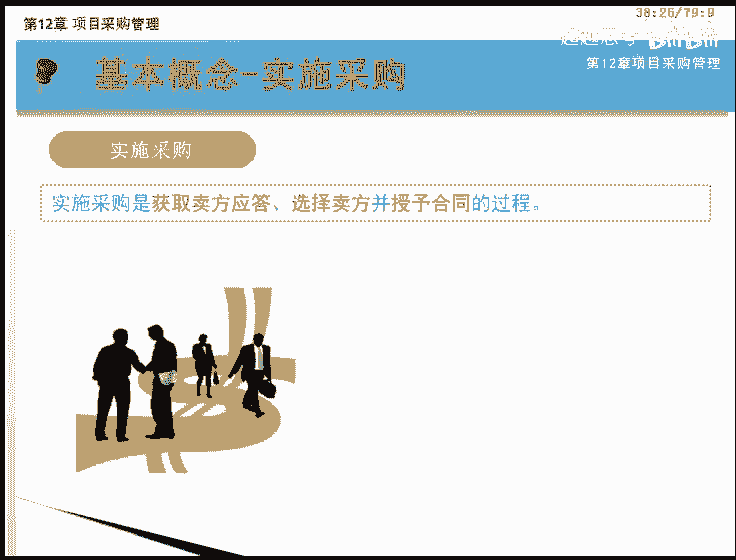 第12章 项目采购管理
38:26/79:9
bilibili
第12章项目采购管理
基本概念-实施采购
实施采购
实施采购是获取卖方应答、选择卖方并授予合同的过程。